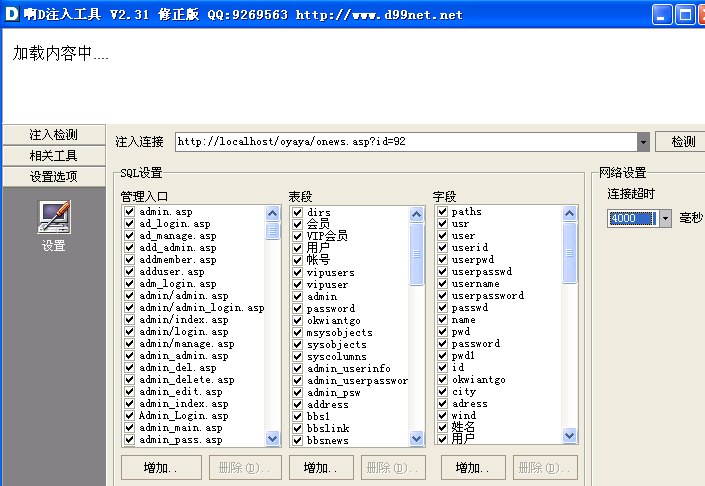 啊D注入工具 V2.31 修正版 QQ:9269563 http://www.d99net.net
加载内容中....
注入检测
相关工具
设置选项
设置
注入连接 http://localhost/oyaya/onews.asp?id=92 检测
SQL设置
管理入口
admin.asp
ad_login.asp
ad_manage.asp
add_admin.asp
addmember.asp
adduser.asp
adm_login.asp
admin/admin.asp
admin/admin_login.asp
admin/index.asp
admin/login.asp
admin/manage.asp
admin_admin.asp
admin_del.asp
admin_delete.asp
admin_edit.asp
admin_index.asp
Admin_Login.asp
admin_main.asp
admin_pass.asp
增加..
删除(D)..
表段
dirs
会员
VIP会员
用户
帐号
vipusers
vipuser
admin
password
okwiantgo
msysobjects
sysobjects
syscolumns
admin_userinfo
admin_userpasswor
admin_psw
address
bbs1
bbslink
bbsnews
增加..
删除(D)..
字段
paths
usr
user
userid
userpwd
userpasswd
username
userpassword
passwd
name
pwd
password
pwd1
id
okwiantgo
city
adress
wind
姓名
用户
增加..
删除(D)..
网络设置
连接超时
4000 毫秒